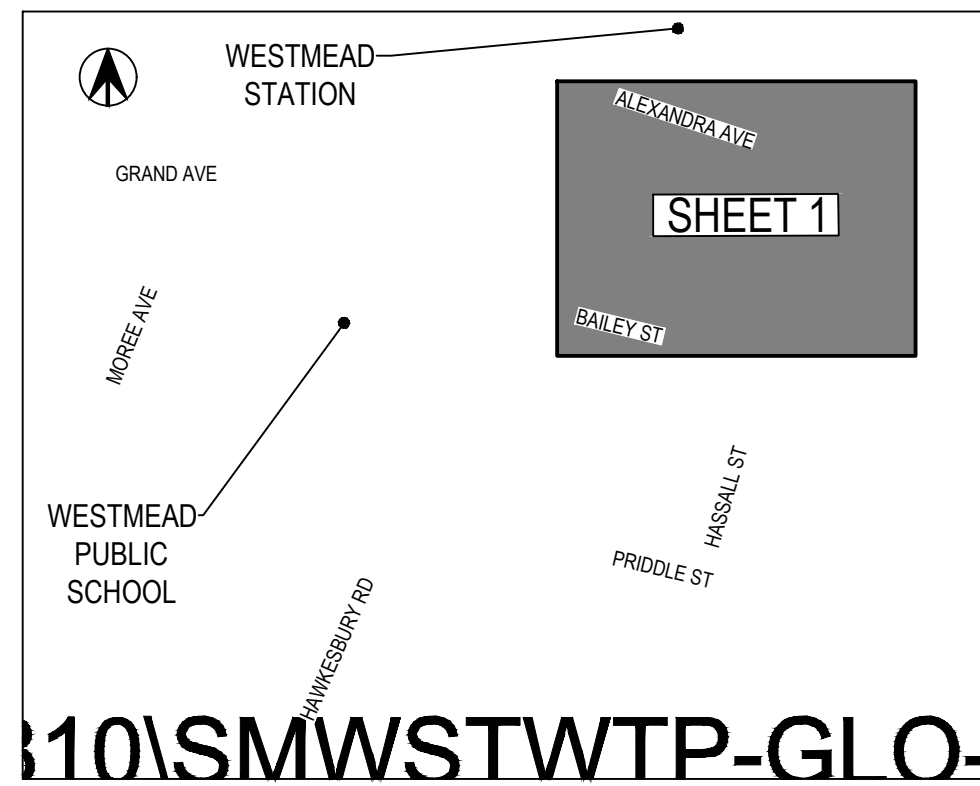 WESTMEAD
STATION
ALEXANDRA AVE
GRAND AVE
SHEET 1
MOREE AVE
BAILEY ST
HASSALL ST
WESTMEAD
PUBLIC
SCHOOL
PRIDDLE ST
HAWKESBURY RD
310\SMWSTWTP-GLO-